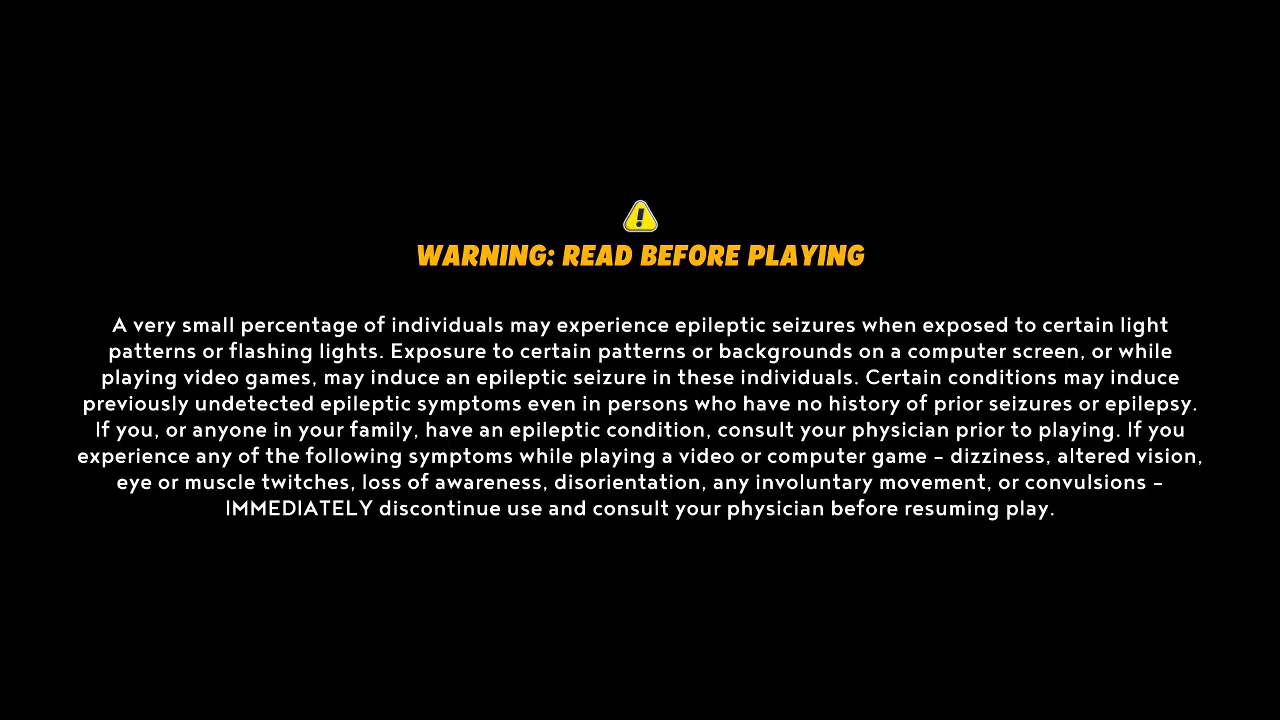 WARNING: READ BEFORE PLAYING
A very small percentage of individuals may experience epileptic seizures when exposed to certain light
patterns or flashing lights. Exposure to certain patterns or backgrounds on a computer screen, or while
playing video games, may induce an epileptic seizure in these individuals. Certain conditions may induce
previously undetected epileptic symptoms even in persons who have no history of prior seizures or epilepsy.
If you, or anyone in your family, have an epileptic condition, consult your physician prior to playing. If you
experience any of the following symptoms while playing a video or computer game – dizziness, altered vision,
eye or muscle twitches, loss of awareness, disorientation, any involuntary movement, or convulsions –
IMMEDIATELY discontinue use and consult your physician before resuming play.